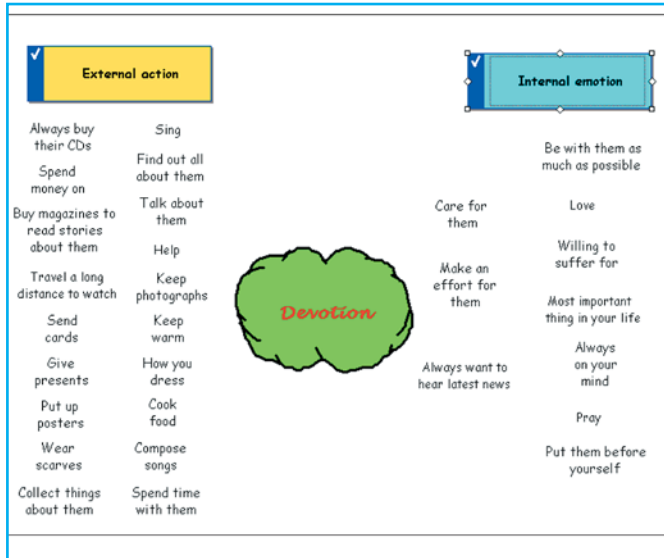 External action
Internal emotion
Always buy
their CDs
Spend
money on
Buy magazines to
read stories
about them
Travel a long
distance to watch
Send
cards
Give
presents
Put up
posters
Wear
scarves
Collect things
about them
Sing
Find out all
about them
Talk about
them
Help
Keep
photographs
Keep
warm
How you
dress
Cook
food
Compose
songs
Spend time
with them
Devotion
Care for
them
Make an
effort for
them
Always want to
hear latest news
Be with them as
much as possible
Love
Willing to
suffer for
Most important
thing in your life
Always
on your
mind
Pray
Put them before
yourself